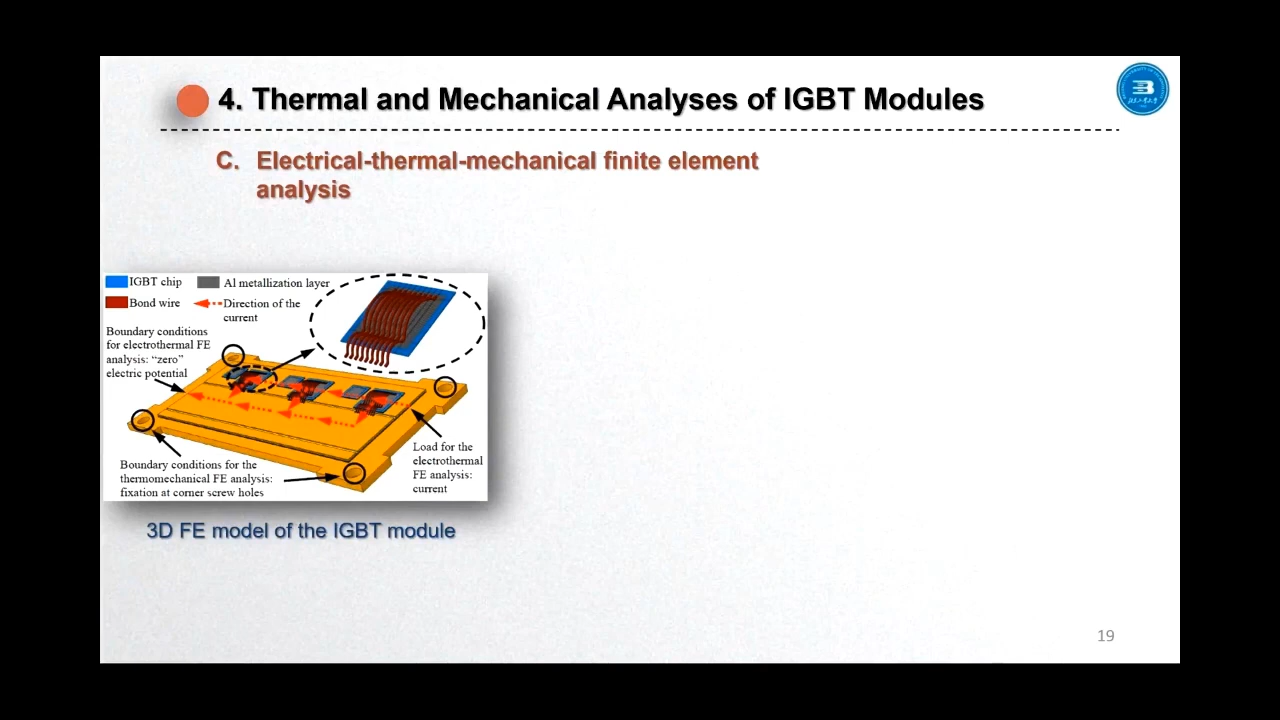 4. Thermal and Mechanical Analyses of IGBT Modules
C. Electrical-thermal-mechanical finite element
analysis
IGBT chip
Al metallization layer
Bond wire
Direction of the
current
Boundary conditions
for electrothermal FE
analysis: “zero”
electric potential
Load for the
electrothermal
FE analysis:
current
Boundary conditions for the
thermomechanical FE analysis:
fixation at corner screw holes
3D FE model of the IGBT module
19